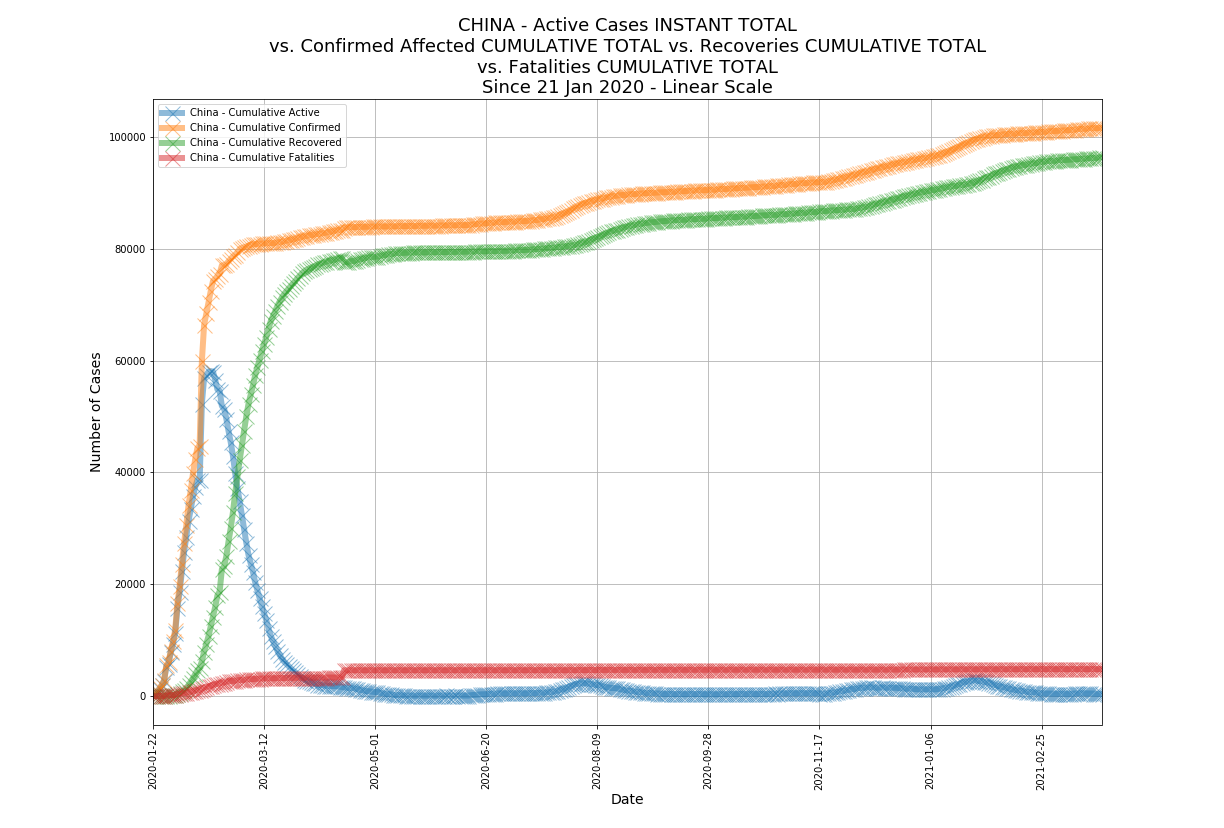 CHINA - Active Cases INSTANT TOTAL
vs. Confirmed Affected CUMULATIVE TOTAL vs. Recoveries CUMULATIVE TOTAL
vs. Fatalities CUMULATIVE TOTAL
Since 21 Jan 2020 - Linear Scale
China - Cumulative Active
China - Cumulative Confirmed
China - Cumulative Recovered
China - Cumulative Fatalities
100000
80000
60000
40000
20000
0
Number of Cases
2020-01-22
2020-03-12
2020-05-01
2020-06-20
2020-08-09
2020-09-28
2020-11-17
2021-01-06
2021-02-25
Date